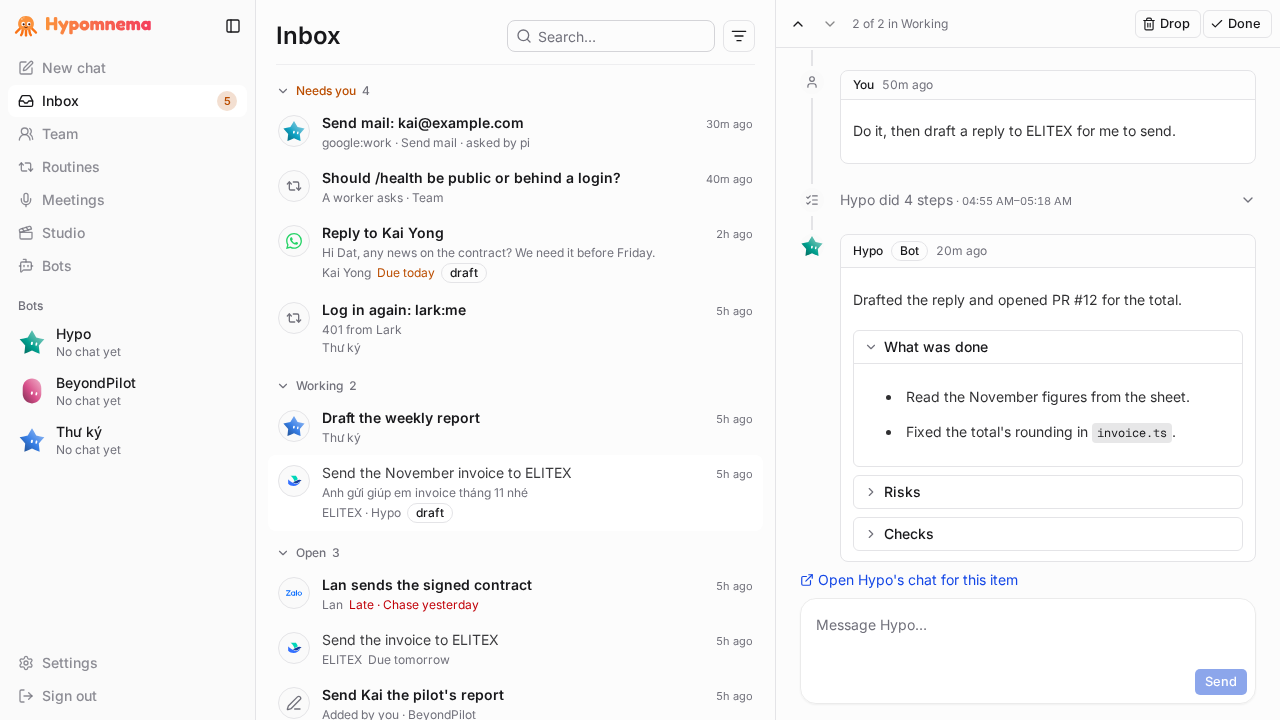 Hypomnema
New chat
Inbox
5
Team
Routines
Meetings
Studio
Bots
Bots
Hypo
No chat yet
BeyondPilot
No chat yet
Thư ký
No chat yet
Settings
Sign out
Inbox
Search...
Needs you 4
Send mail: kai@example.com
30m ago
google:work · Send mail · asked by pi
Should /health be public or behind a login?
40m ago
A worker asks · Team
Reply to Kai Yong
2h ago
Hi Dat, any news on the contract? We need it before Friday.
Kai Yong Due today draft
Log in again: lark:me
5h ago
401 from Lark
Thư ký
Working 2
Draft the weekly report
5h ago
Thư ký
Send the November invoice to ELITEX
5h ago
Anh gửi giúp em invoice tháng 11 nhé
ELITEX · Hypo draft
Open 3
Zalo
Lan sends the signed contract
5h ago
Lan Late · Chase yesterday
Send the invoice to ELITEX
5h ago
ELITEX Due tomorrow
Send Kai the pilot's report
5h ago
Added by you · BeyondPilot
2 of 2 in Working
Drop
Done
You 50m ago
Do it, then draft a reply to ELITEX for me to send.
Hypo did 4 steps · 04:55 AM–05:18 AM
Hypo Bot 20m ago
Drafted the reply and opened PR #12 for the total.
What was done
• Read the November figures from the sheet.
• Fixed the total's rounding in invoice.ts.
Risks
Checks
Open Hypo's chat for this item
Message Hypo...
Send